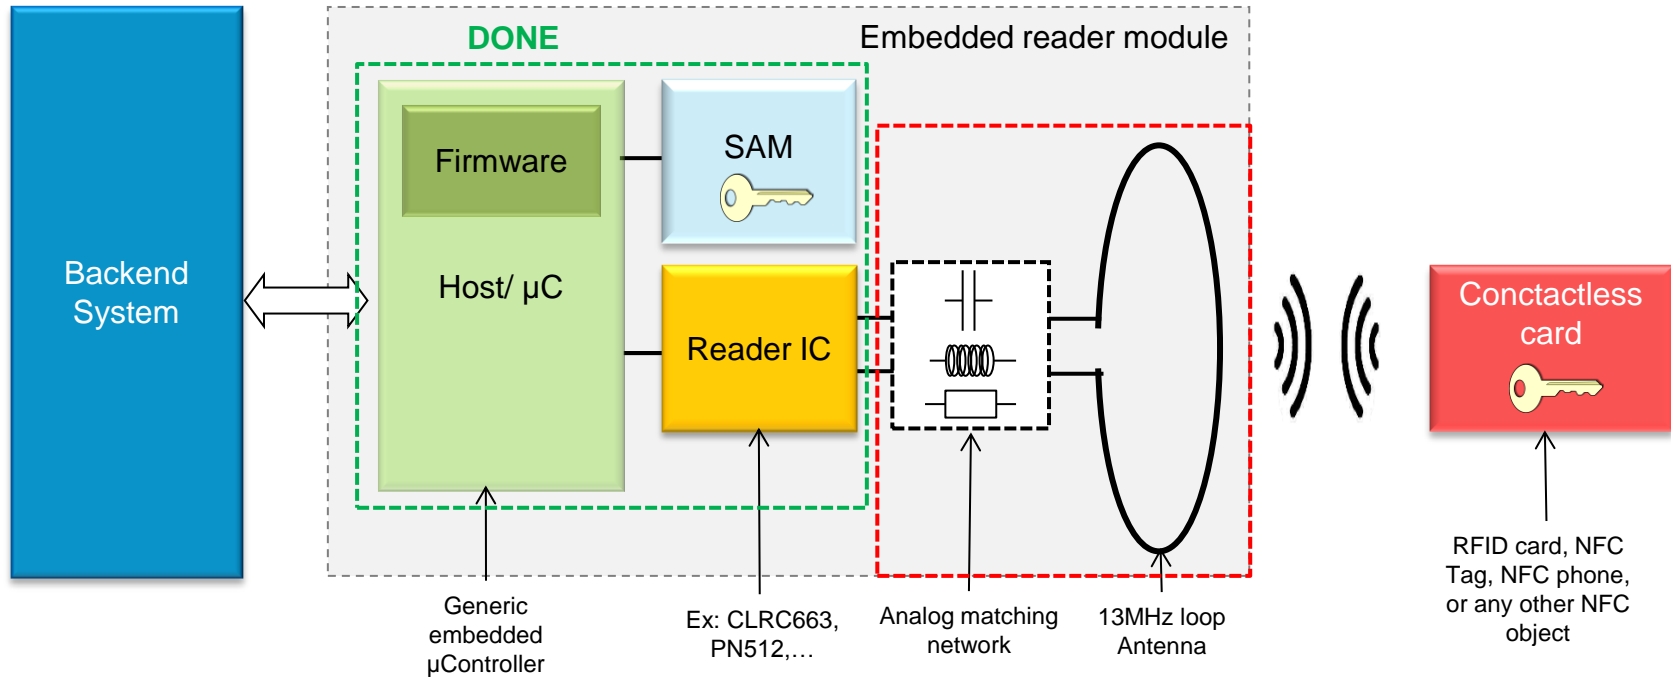 DONE
Embedded reader module
Backend
System
Firmware
Host/ µC
SAM
Reader IC
Conctactless
card
Generic
embedded
µController
Ex: CLRC663,
PN512,…
Analog matching
network
13MHz loop
Antenna
RFID card, NFC
Tag, NFC phone,
or any other NFC
object